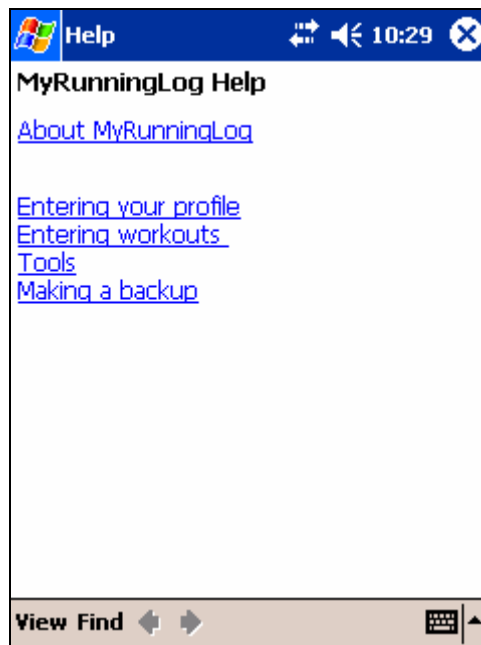 Help 10:29
MyRunningLog Help
About MyRunningLog
Entering your profile
Entering workouts
Tools
Making a backup
View Find